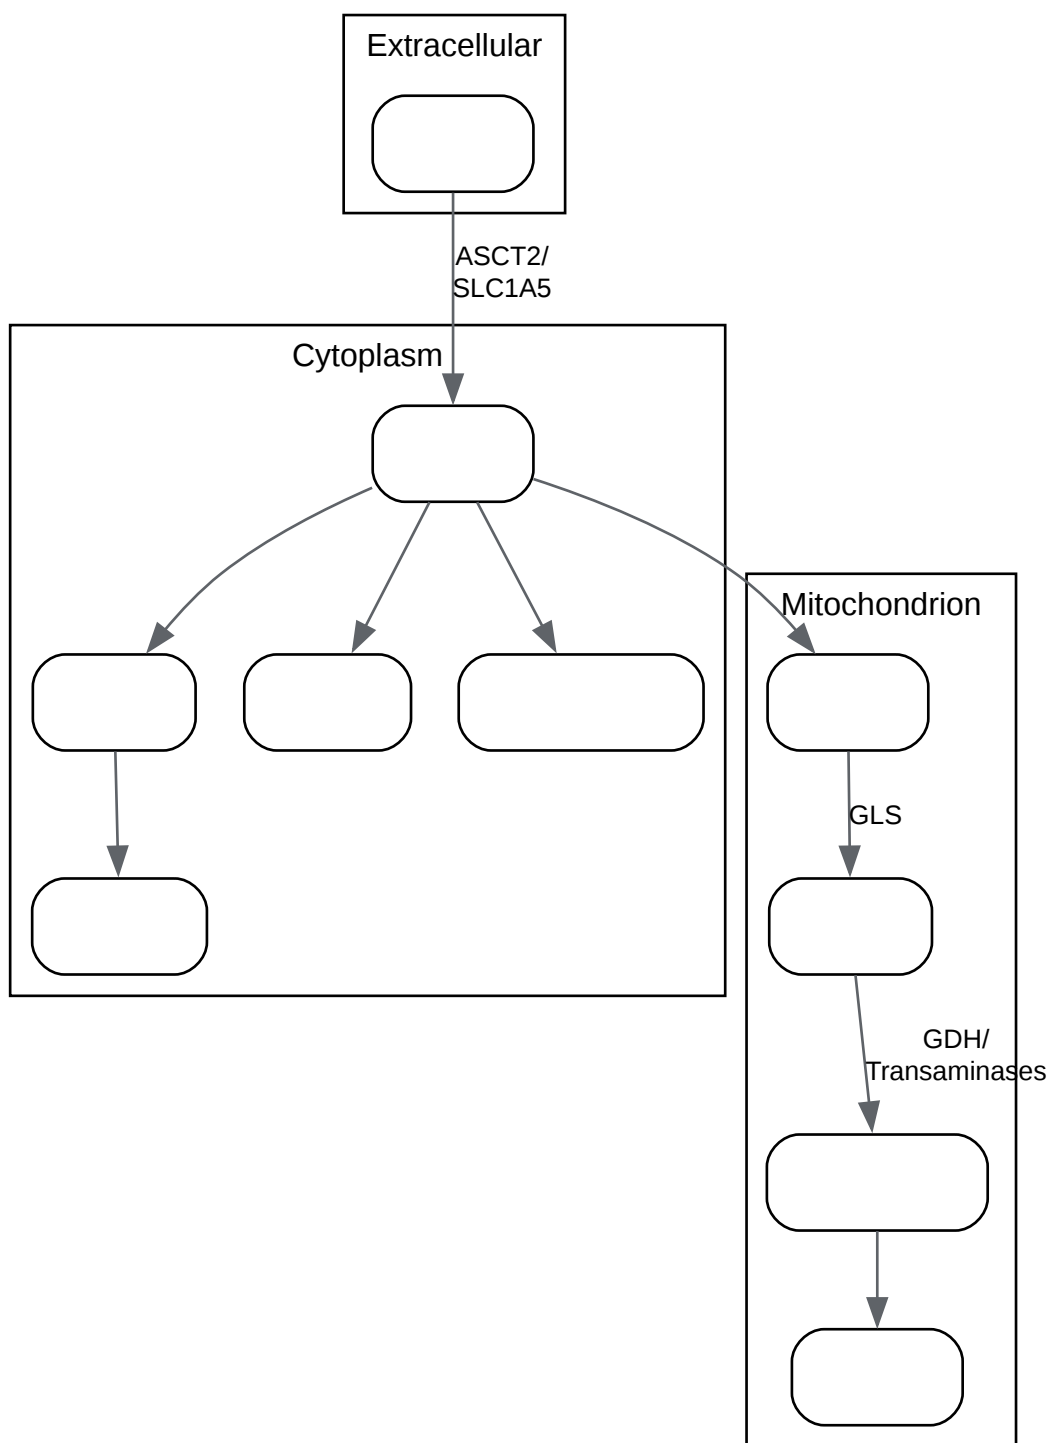 Extracellular
ASCT2/
SLC1A5
Cytoplasm
Mitochondrion
GLS
GDH/
Transaminases